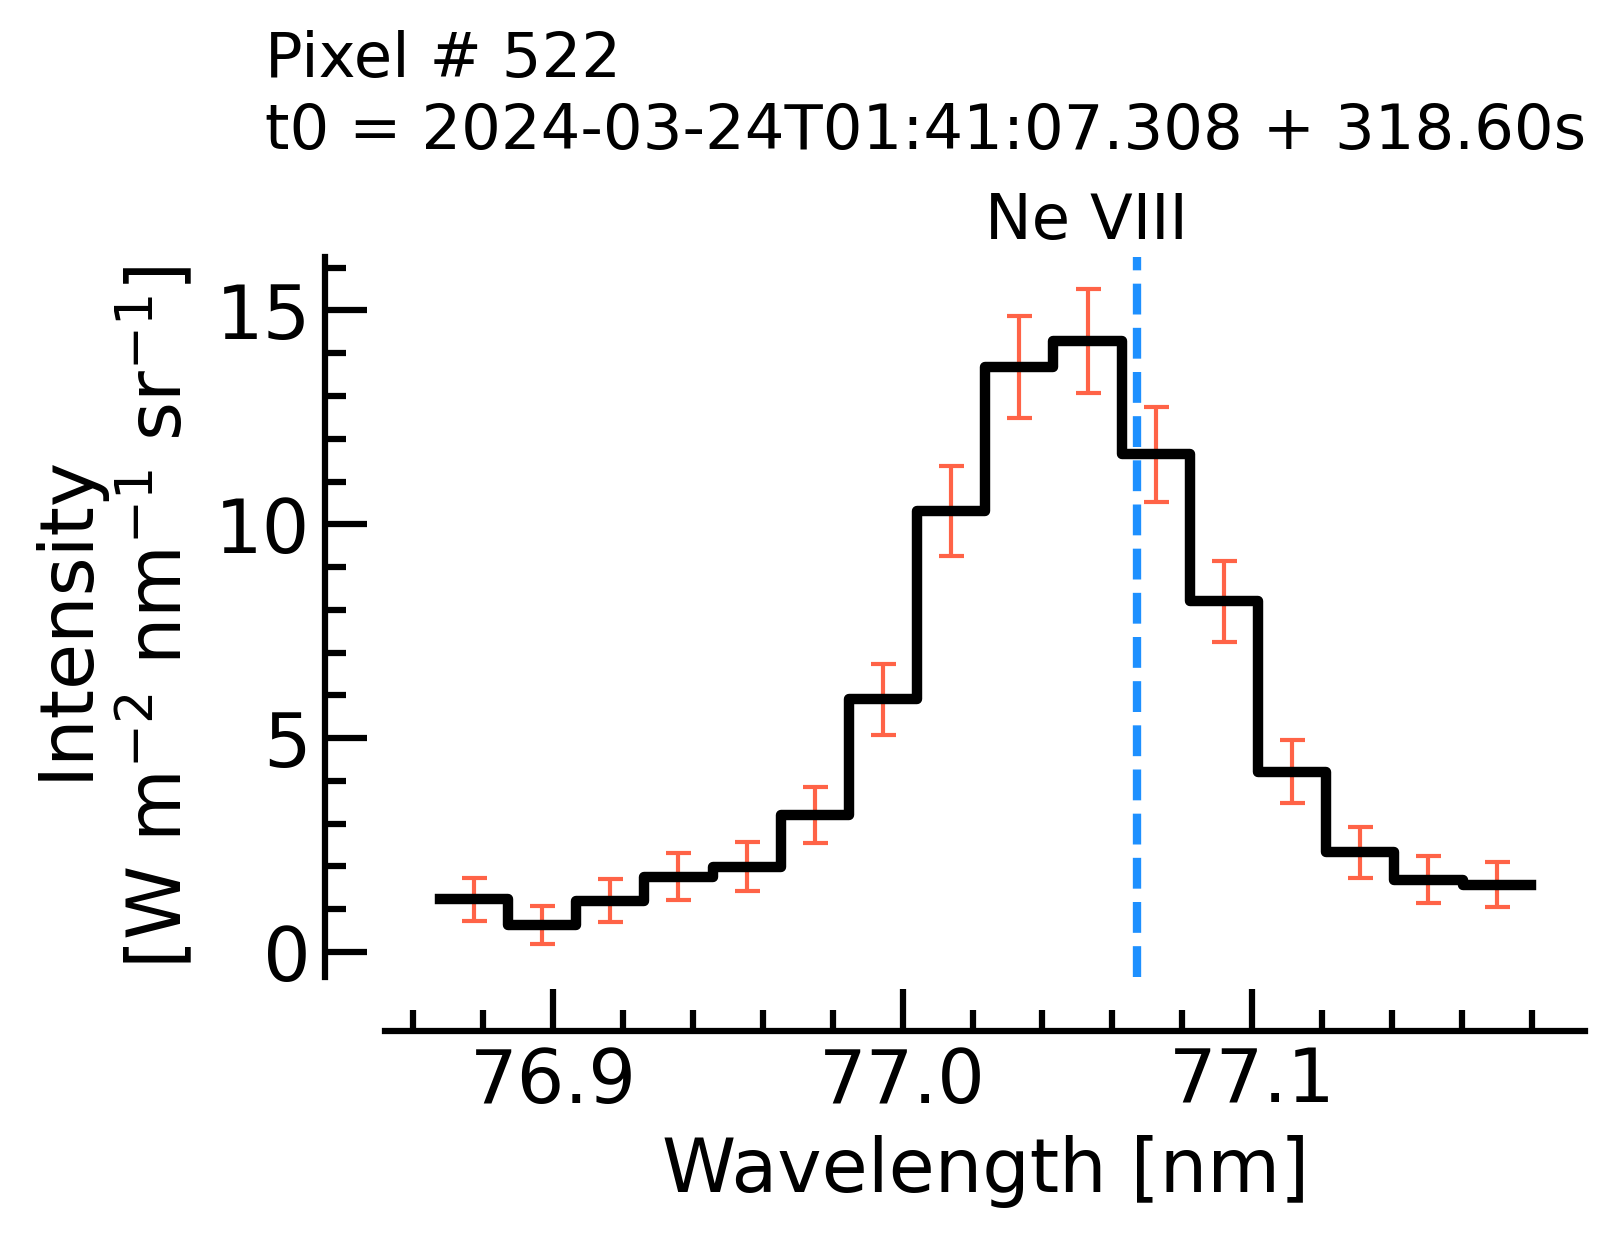 Pixel # 522
t0 = 2024-03-24T01:41:07.308 + 318.60s
Ne VIII
Intensity
[W m⁻² nm⁻¹ sr⁻¹]
15
10
5
0
76.9 77.0 77.1
Wavelength [nm]